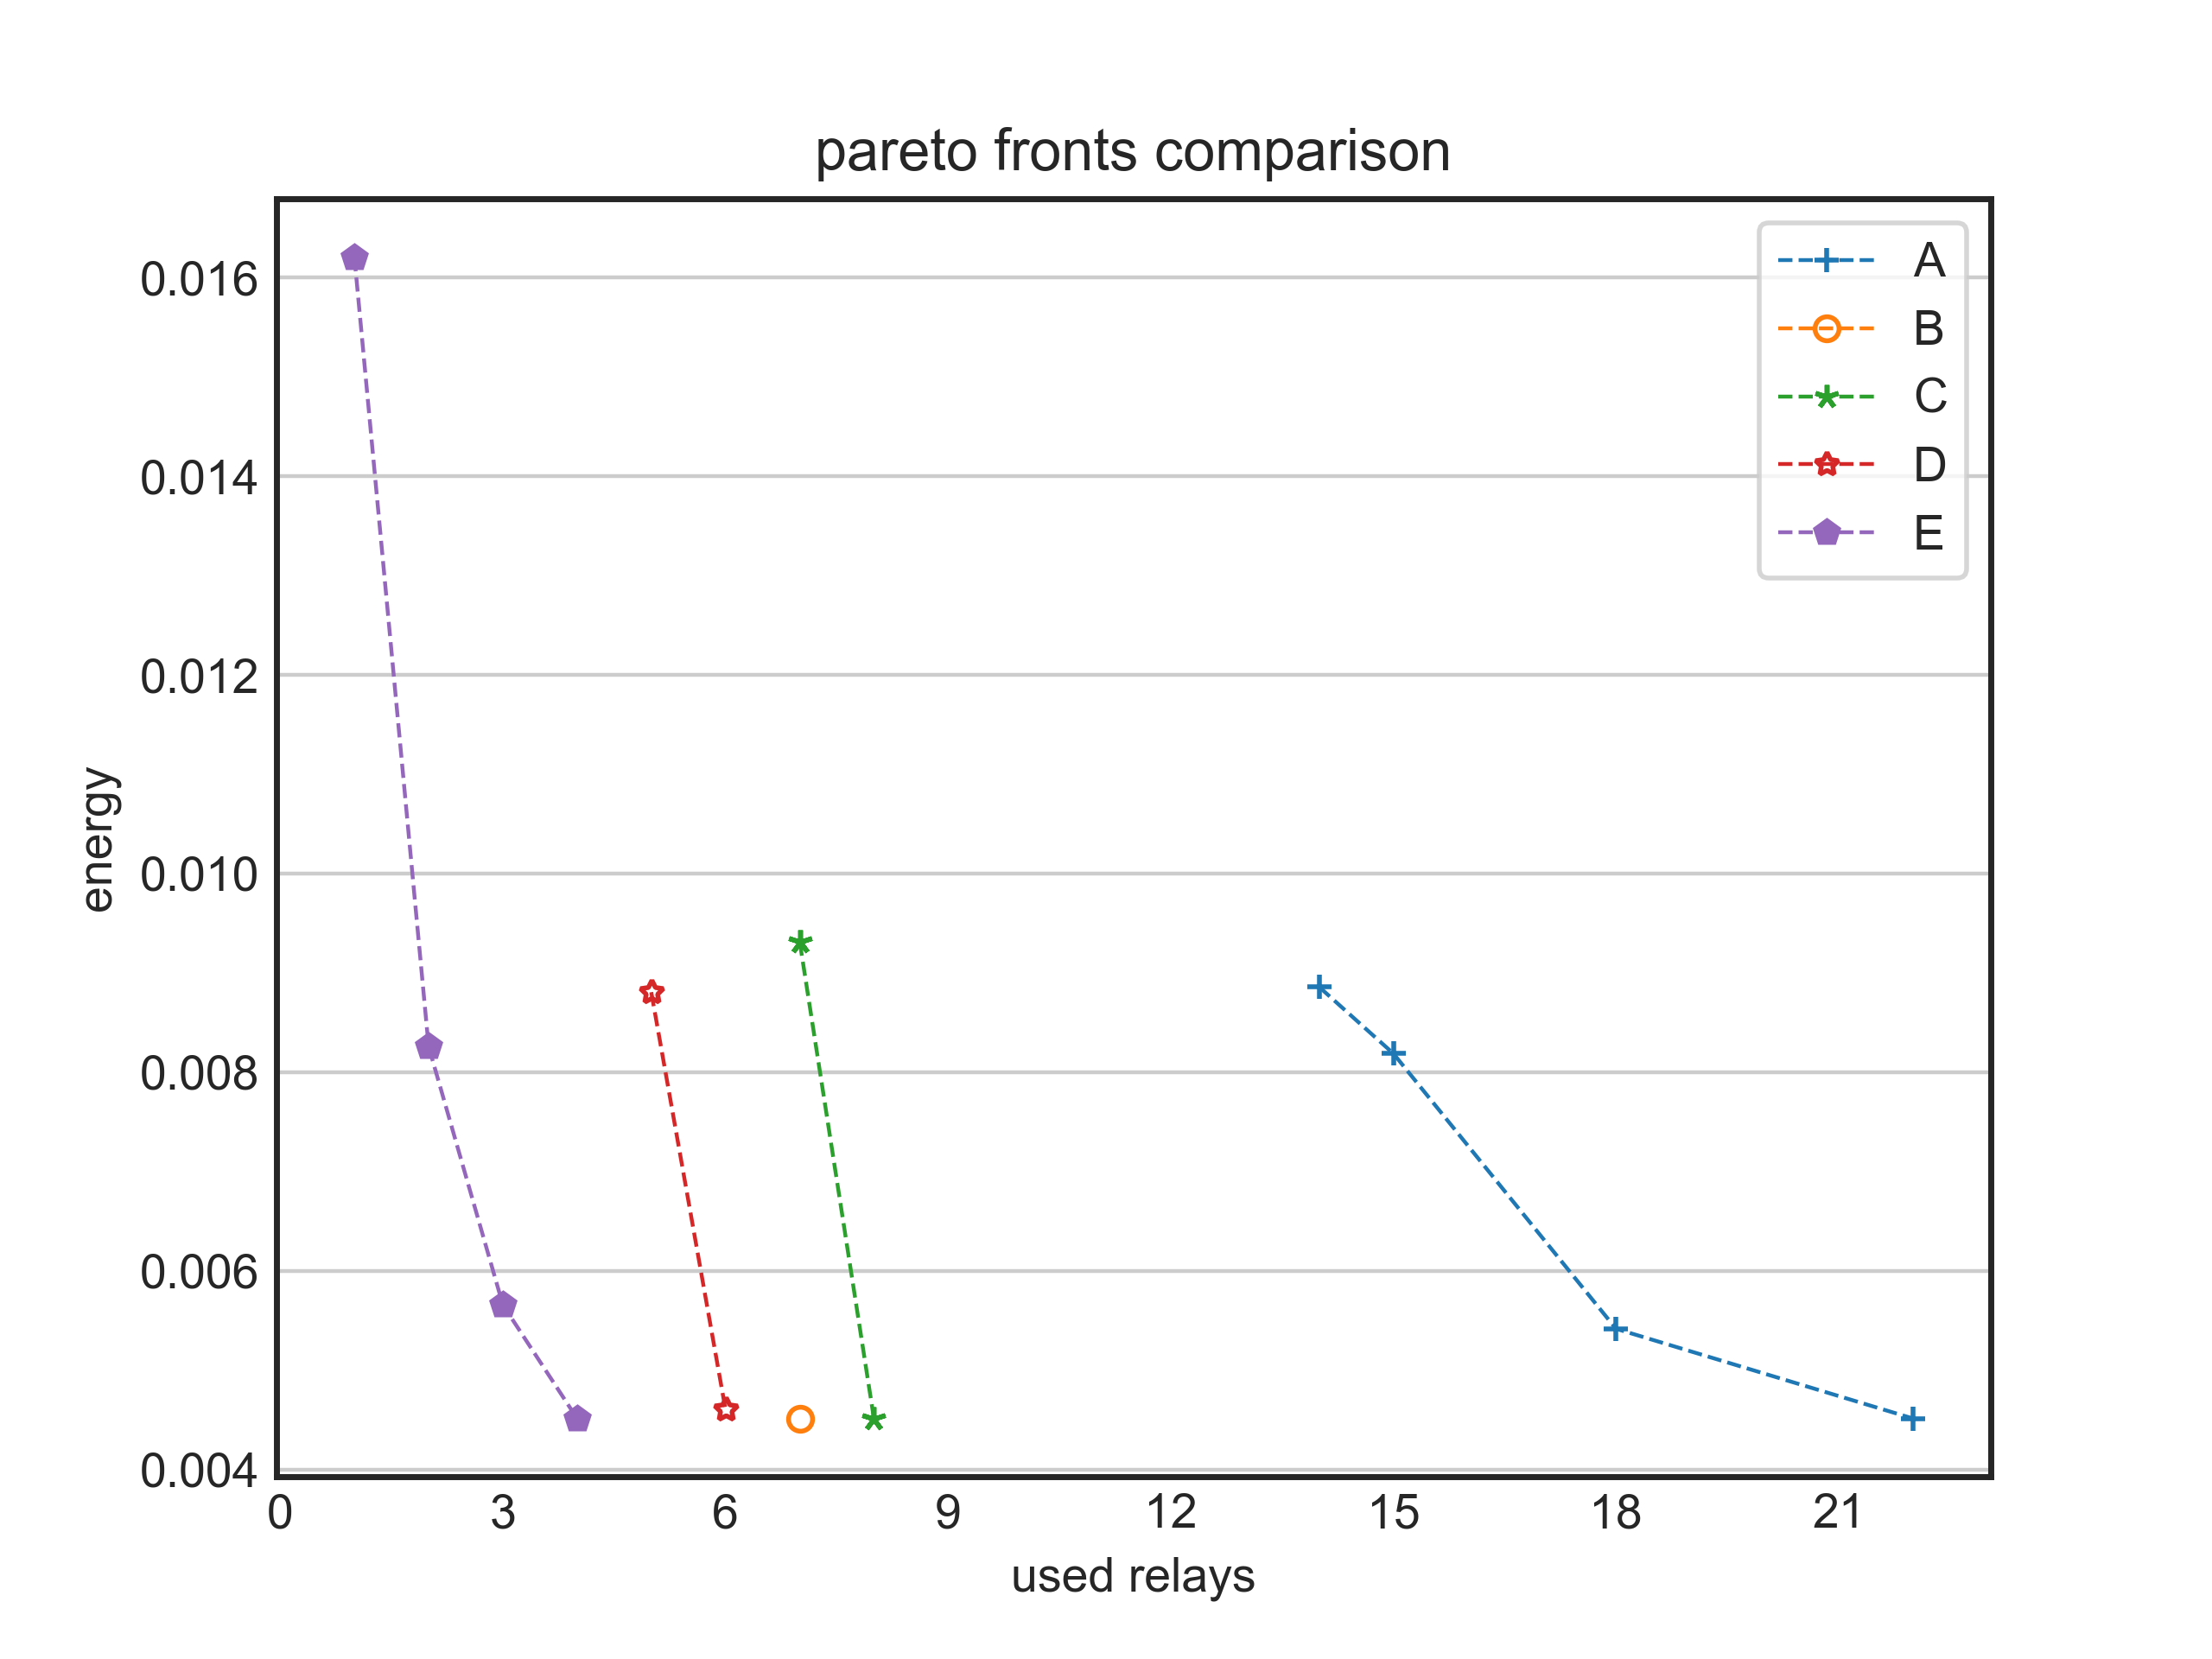 pareto fronts comparison
A
B
C
D
E
0.016
0.014
0.012
0.010
0.008
0.006
0.004
energy
0 3 6 9 12 15 18 21
used relays